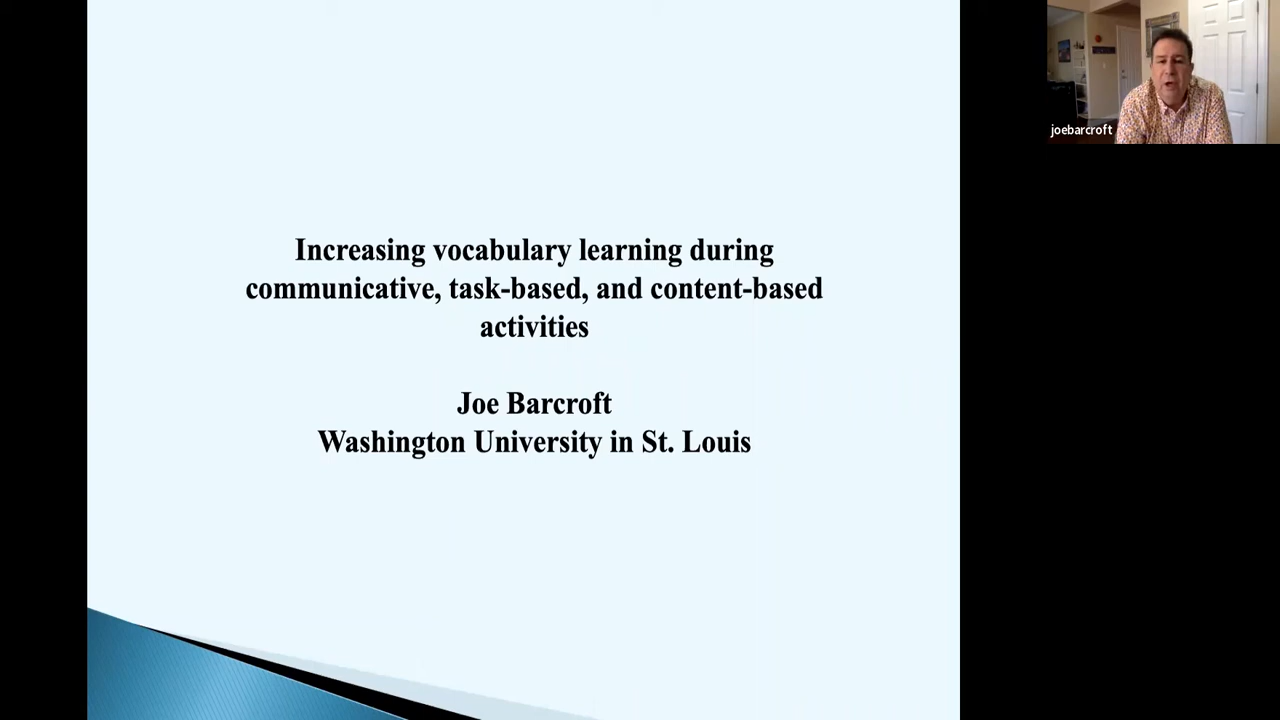 Increasing vocabulary learning during
communicative, task-based, and content-based
activities
Joe Barcroft
Washington University in St. Louis
joebarcroft